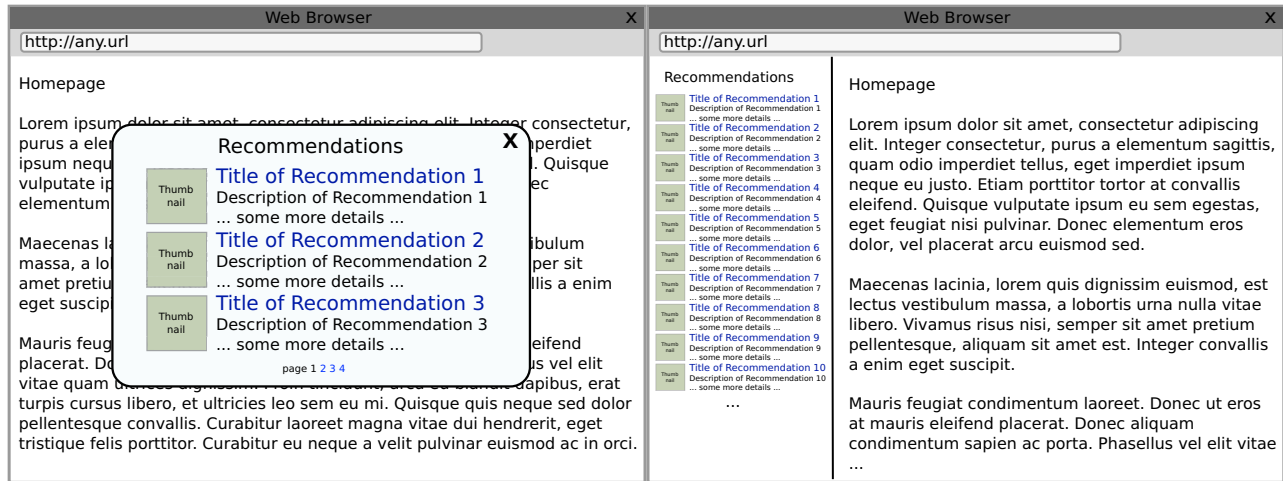 Web Browser X
http://any.url
Homepage
Lorem ipsum dolor sit amet, consectetur adipiscing elit. Integer consectetur,
purus a elem mperdiet
ipsum nequ l. Quisque
vulputate ip ec
elementum
Maecenas la ibulum
massa, a lo per sit
amet pretiu llis a enim
eget suscip
Mauris feug eleifend
placerat. Do us vel elit
vitae quam dapibus, erat
turpis cursus libero, et ultricies leo sem eu mi. Quisque quis neque sed dolor
pellentesque convallis. Curabitur laoreet magna vitae dui hendrerit, eget
tristique felis porttitor. Curabitur eu neque a velit pulvinar euismod ac in orci.
Recommendations X
Thumb
nail
Title of Recommendation 1
Description of Recommendation 1
... some more details ...
Thumb
nail
Title of Recommendation 2
Description of Recommendation 2
... some more details ...
Thumb
nail
Title of Recommendation 3
Description of Recommendation 3
... some more details ...
page 1 2 3 4
Web Browser X
http://any.url
Recommendations
Thumb
nail
Title of Recommendation 1
Description of Recommendation 1
... some more details ...
Thumb
nail
Title of Recommendation 2
Description of Recommendation 2
... some more details ...
Thumb
nail
Title of Recommendation 3
Description of Recommendation 3
... some more details ...
Thumb
nail
Title of Recommendation 4
Description of Recommendation 4
... some more details ...
Thumb
nail
Title of Recommendation 5
Description of Recommendation 5
... some more details ...
Thumb
nail
Title of Recommendation 6
Description of Recommendation 6
... some more details ...
Thumb
nail
Title of Recommendation 7
Description of Recommendation 7
... some more details ...
Thumb
nail
Title of Recommendation 8
Description of Recommendation 8
... some more details ...
Thumb
nail
Title of Recommendation 9
Description of Recommendation 9
... some more details ...
Thumb
nail
Title of Recommendation 10
Description of Recommendation 10
... some more details ...
...
Homepage
Lorem ipsum dolor sit amet, consectetur adipiscing
elit. Integer consectetur, purus a elementum sagittis,
quam odio imperdiet tellus, eget imperdiet ipsum
neque eu justo. Etiam porttitor tortor at convallis
eleifend. Quisque vulputate ipsum eu sem egestas,
eget feugiat nisi pulvinar. Donec elementum eros
dolor, vel placerat arcu euismod sed.
Maecenas lacinia, lorem quis dignissim euismod, est
lectus vestibulum massa, a lobortis urna nulla vitae
libero. Vivamus risus nisi, semper sit amet pretium
pellentesque, aliquam sit amet est. Integer convallis
a enim eget suscipit.
Mauris feugiat condimentum laoreet. Donec ut eros
at mauris eleifend placerat. Donec aliquam
condimentum sapien ac porta. Phasellus vel elit vitae
...